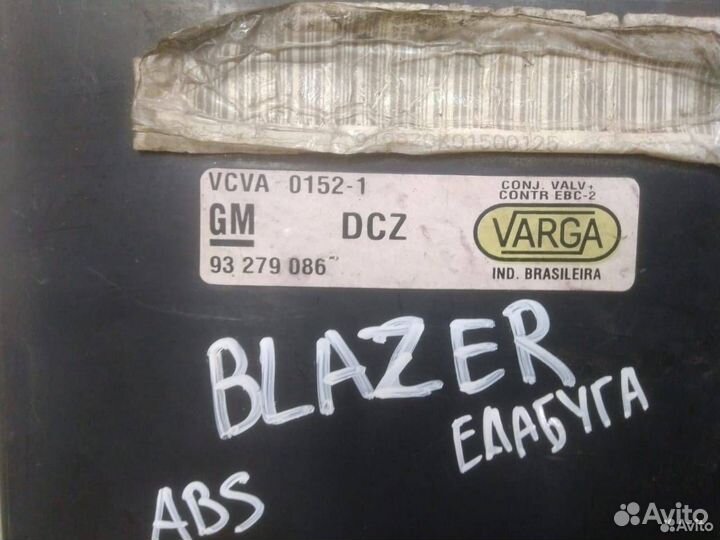 VCVA 0152-1
CONJ. VALV+
CONTR EBC-2
GM
DCZ
VARGA
93 279 086
IND. BRASILEIRA
BLAZER
ЕЛАБУГА
ABS
Avito
Avito